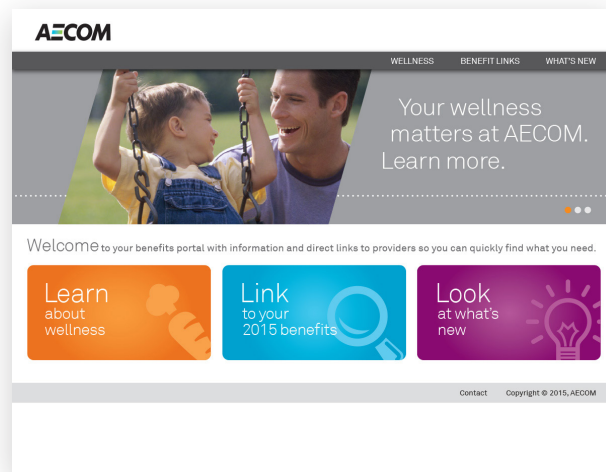 AECOM
WELLNESS BENEFIT LINKS WHAT'S NEW
Your wellness
matters at AECOM.
Learn more.
Welcome to your benefits portal with information and direct links to providers so you can quickly find what you need.
Learn
about
wellness
Link
to your
2015 benefits
Look
at what's
new
Contact Copyright © 2015, AECOM